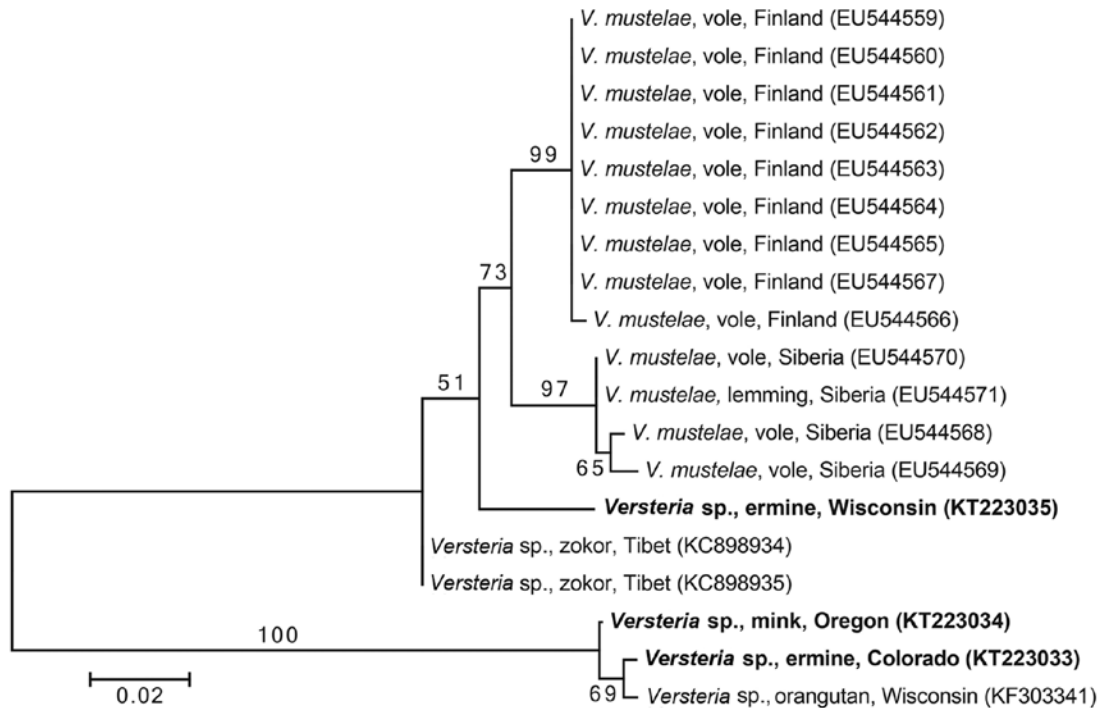 V. mustelae, vole, Finland (EU544559)
V. mustelae, vole, Finland (EU544560)
V. mustelae, vole, Finland (EU544561)
V. mustelae, vole, Finland (EU544562)
99
V. mustelae, vole, Finland (EU544563)
V. mustelae, vole, Finland (EU544564)
V. mustelae, vole, Finland (EU544565)
73
V. mustelae, vole, Finland (EU544567)
V. mustelae, vole, Finland (EU544566)
V. mustelae, vole, Siberia (EU544570)
51
97
V. mustelae, lemming, Siberia (EU544571)
V. mustelae, vole, Siberia (EU544568)
65
V. mustelae, vole, Siberia (EU544569)
Versteria sp., ermine, Wisconsin (KT223035)
Versteria sp., zokor, Tibet (KC898934)
Versteria sp., zokor, Tibet (KC898935)
Versteria sp., mink, Oregon (KT223034)
100
Versteria sp., ermine, Colorado (KT223033)
69
Versteria sp., orangutan, Wisconsin (KF303341)
0.02